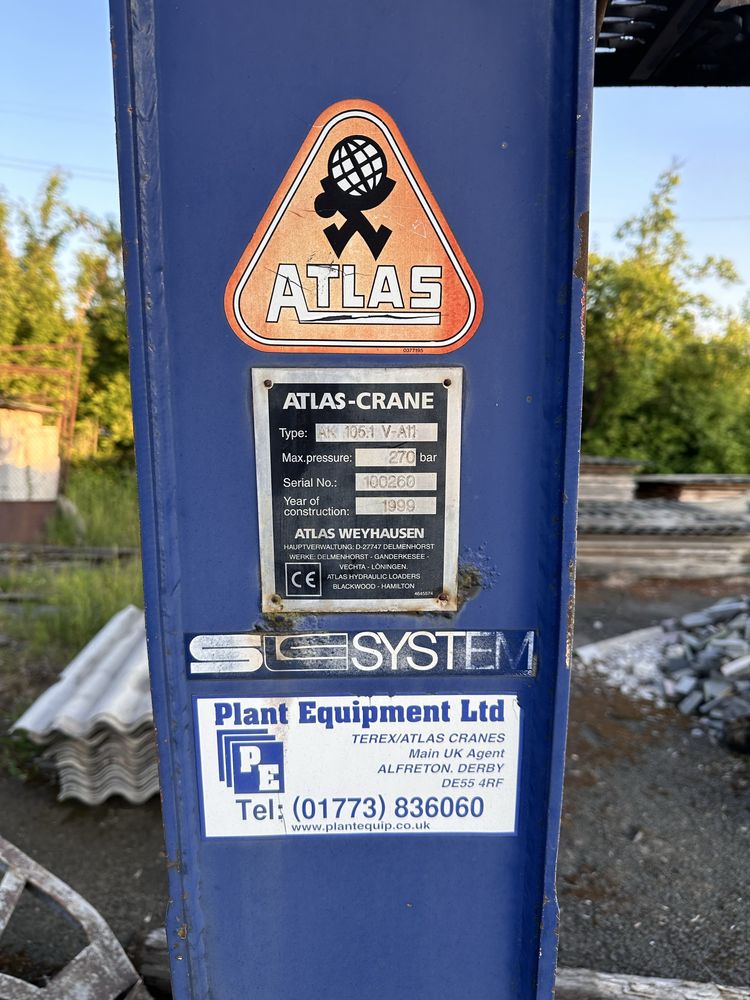 ATLAS
0377195
ATLAS-CRANE
Type: AK 105.1 V-A11
Max.pressure: 270 bar
Serial No.: 100260
Year of
construction: 1999
ATLAS WEYHAUSEN
HAUPTVERWALTUNG: D-27747 DELMENHORST
WERKE: DELMENHORST - GANDERKESEE -
VECHTA - LÖNINGEN.
ATLAS HYDRAULIC LOADERS
BLACKWOOD - HAMILTON
CE
4645574
SLS SYSTEM
Plant Equipment Ltd
PE
TEREX/ATLAS CRANES
Main UK Agent
ALFRETON. DERBY
DE55 4RF
Tel: (01773) 836060
www.plantequip.co.uk